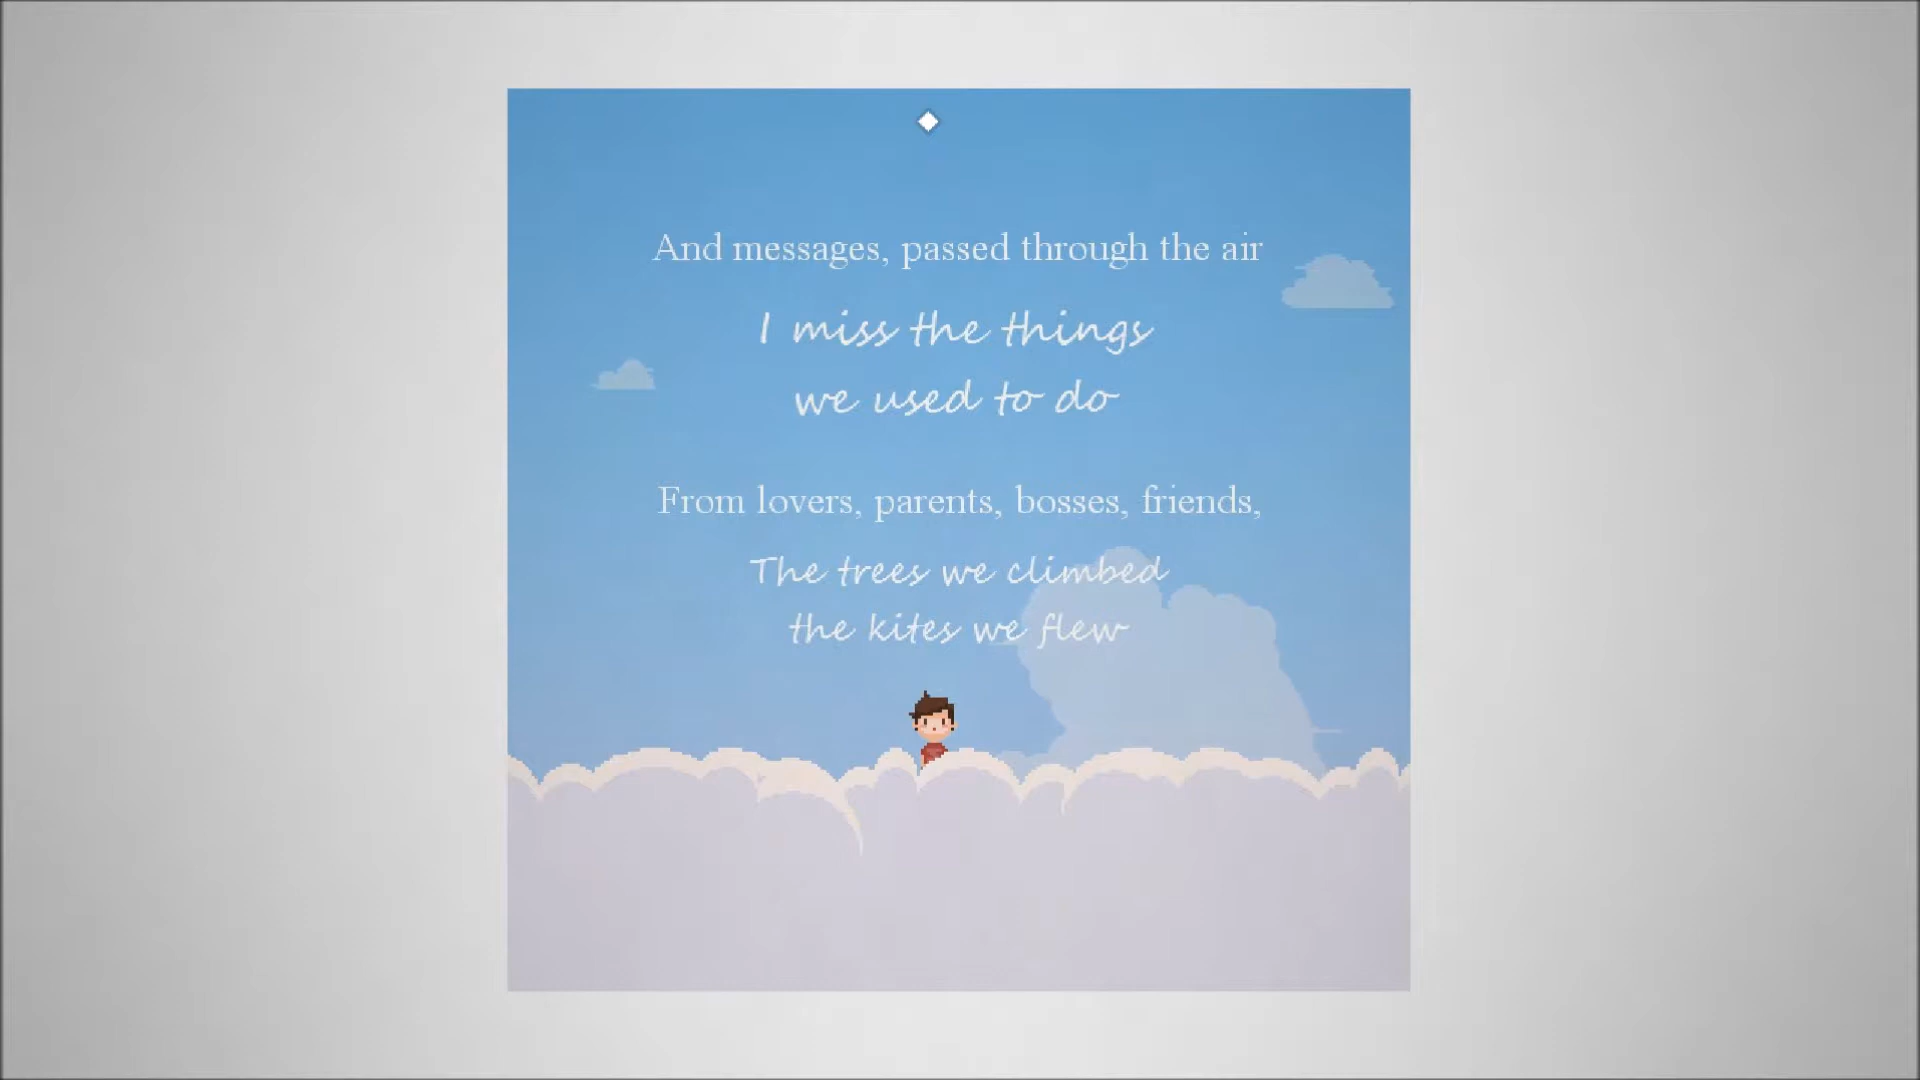 And messages, passed through the air
I miss the things
we used to do
From lovers, parents, bosses, friends,
The trees we climbed
the kites we flew